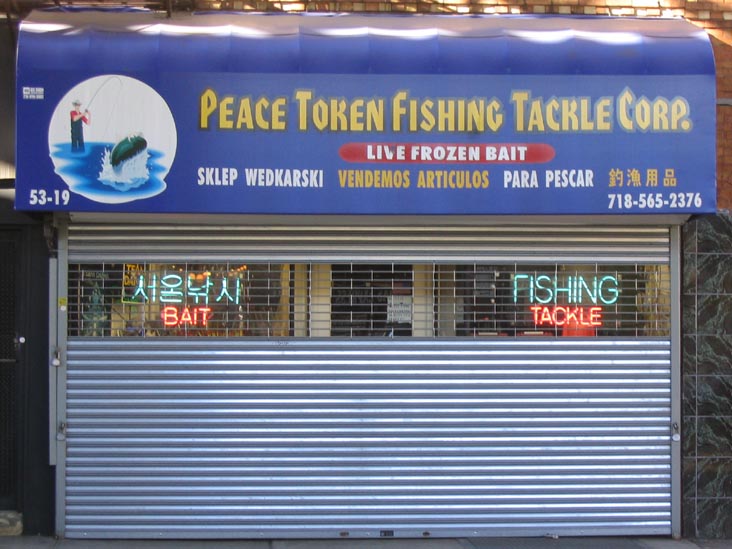 PEACE TOKEN FISHING TACKLE CORP.
LIVE FROZEN BAIT
SKLEP WEDKARSKI VENDEMOS ARTICULOS PARA PESCAR 釣漁用品
53-19 718-565-2376
서울낚시 FISHING
BAIT TACKLE